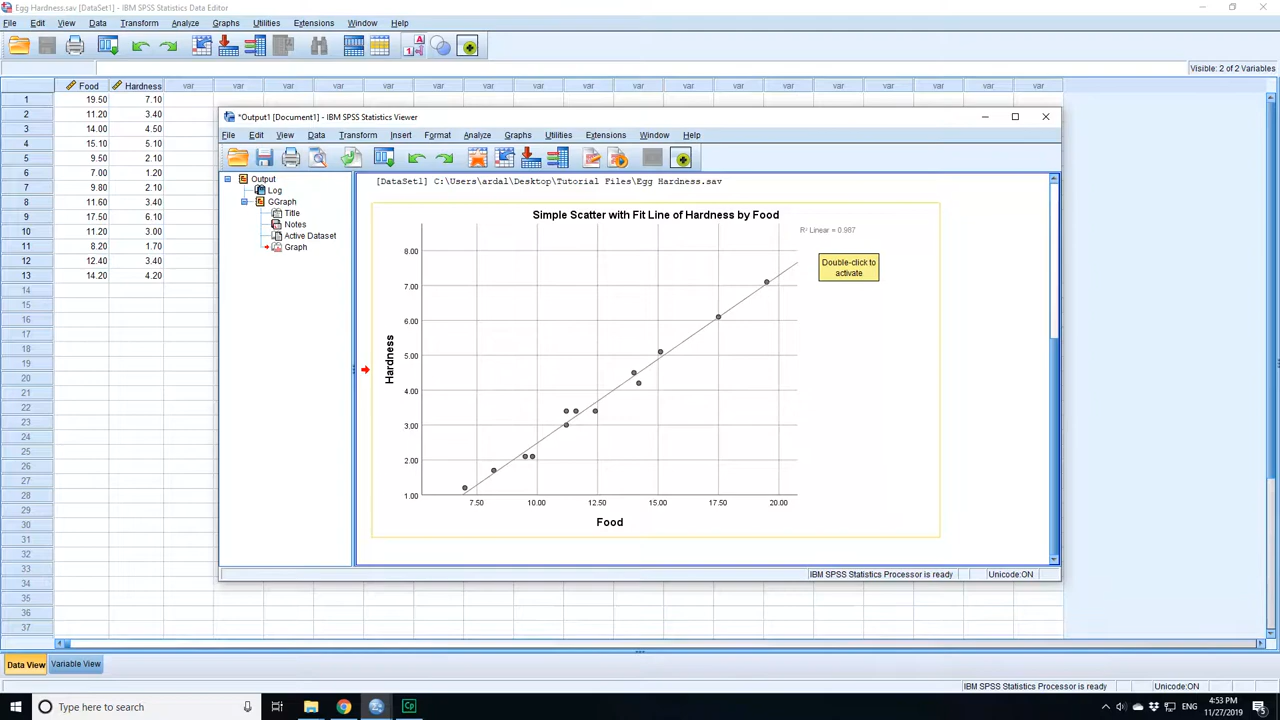 Egg Hardness.sav [DataSet1] - IBM SPSS Statistics Data Editor
File Edit View Data Transform Analyze Graphs Utilities Extensions Window Help
Visible: 2 of 2 Variables
Food Hardness var var var var var var var var var var var var var var var var var
1 19.50 7.10
2 11.20 3.40
3 14.00 4.50
4 15.10 5.10
5 9.50 2.10
6 7.00 1.20
7 9.80 2.10
8 11.60 3.40
9 17.50 6.10
10 11.20 3.00
11 8.20 1.70
12 12.40 3.40
13 14.20 4.20
14
15
16
17
18
19
20
21
22
23
24
25
26
27
28
29
30
31
32
33
34
35
36
37
*Output1 [Document1] - IBM SPSS Statistics Viewer
File Edit View Data Transform Insert Format Analyze Graphs Utilities Extensions Window Help
Output
Log
GGraph
Title
Notes
Active Dataset
Graph
[DataSet1] C:\Users\ardal\Desktop\Tutorial Files\Egg Hardness.sav
Simple Scatter with Fit Line of Hardness by Food
R² Linear = 0.987
Double-click to
activate
8.00
7.00
6.00
5.00
4.00
3.00
2.00
1.00
Hardness
7.50 10.00 12.50 15.00 17.50 20.00
Food
IBM SPSS Statistics Processor is ready Unicode:ON
Data View Variable View
IBM SPSS Statistics Processor is ready Unicode:ON
Type here to search
Cp
ENG
4:53 PM
11/27/2019
5